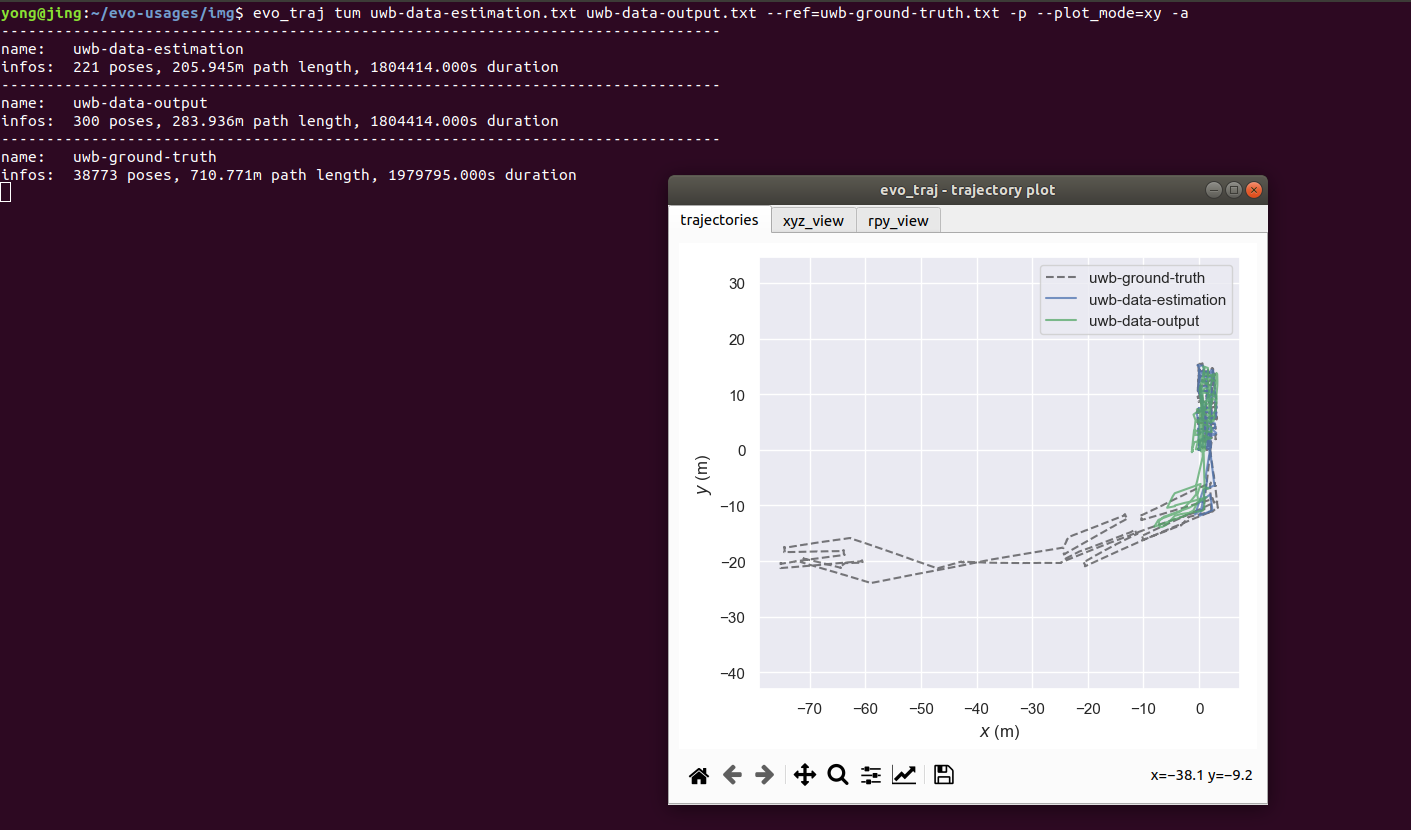 yong@jing:~/evo-usages/img$ evo_traj tum uwb-data-estimation.txt uwb-data-output.txt --ref=uwb-ground-truth.txt -p --plot_mode=xy -a
--------------------------------------------------------------------------------
name:   uwb-data-estimation
infos:  221 poses, 205.945m path length, 1804414.000s duration
--------------------------------------------------------------------------------
name:   uwb-data-output
infos:  300 poses, 283.936m path length, 1804414.000s duration
--------------------------------------------------------------------------------
name:   uwb-ground-truth
infos:  38773 poses, 710.771m path length, 1979795.000s duration
evo_traj - trajectory plot
trajectories xyz_view rpy_view
uwb-ground-truth
uwb-data-estimation
uwb-data-output
30
20
10
0
−10
−20
−30
−40
y (m)
−70 −60 −50 −40 −30 −20 −10 0
x (m)
x=−38.1 y=−9.2